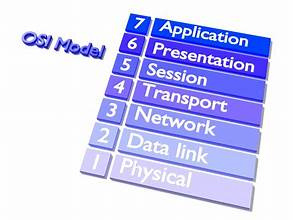 OSI Model
7 Application
6 Presentation
5 Session
4 Transport
3 Network
2 Data link
1 Physical